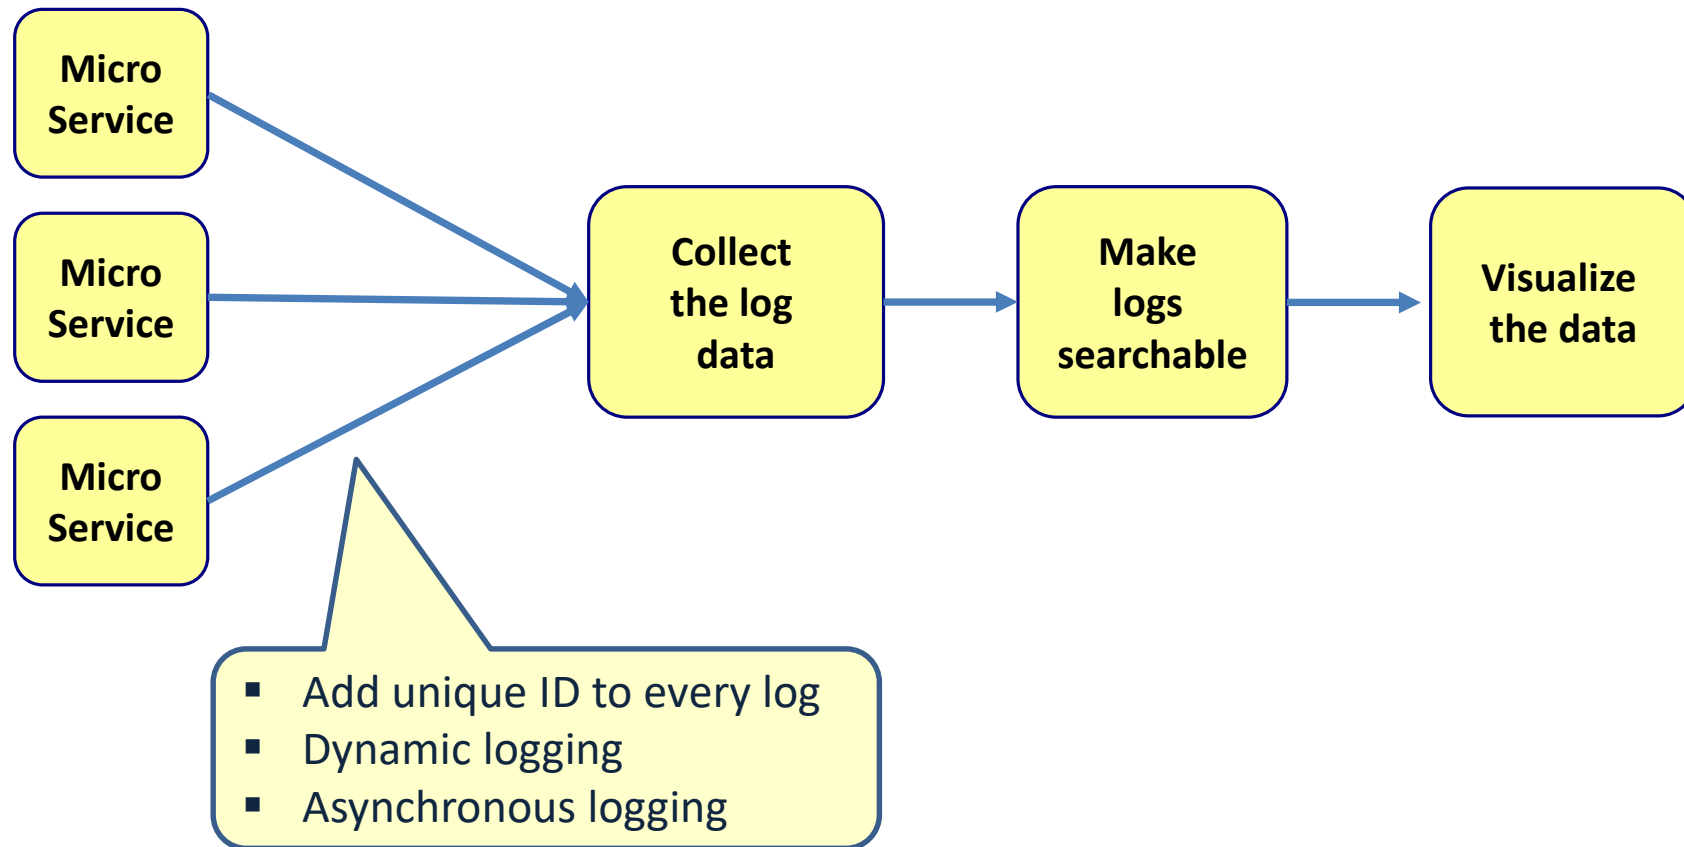 Micro
Service
Micro
Service
Micro
Service
Collect
the log
data
Make
logs
searchable
Visualize
the data
▪ Add unique ID to every log
▪ Dynamic logging
▪ Asynchronous logging